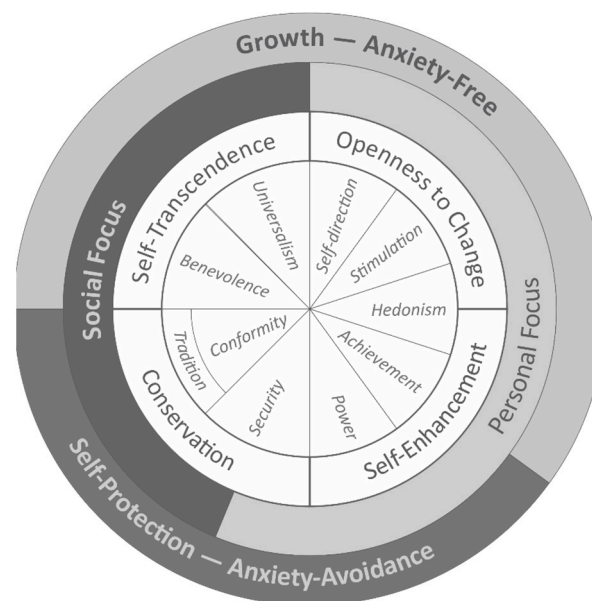 Growth — Anxiety-Free
Social Focus
Self-Transcendence
Openness to Change
Universalism
Self-direction
Stimulation
Benevolence
Hedonism
Conformity
Tradition
Achievement
Security
Power
Conservation
Self-Enhancement
Personal Focus
Self-Protection — Anxiety-Avoidance